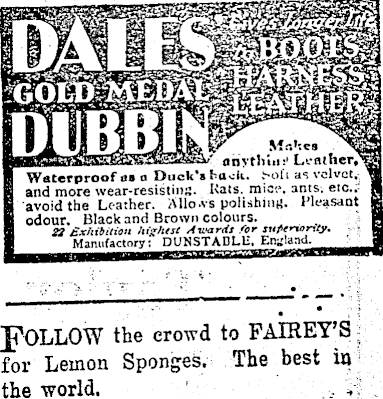 DALES
GOLD MEDAL
DUBBIN
Gives longer life
to BOOTS
HARNESS
LEATHER
Makes
anything Leather,
Waterproof as a Duck's back. Soft as velvet,
and more wear-resisting. Rats, mice, ants, etc.,
avoid the Leather. Allows polishing. Pleasant
odour. Black and Brown colours.
22 Exhibition highest Awards for superiority.
Manufactory: DUNSTABLE, England.
FOLLOW the crowd to FAIREY'S
for Lemon Sponges. The best in
the world.